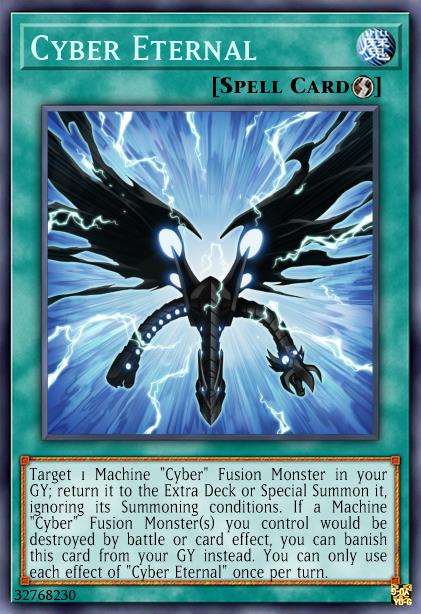 CYBER ETERNAL
魔
[SPELL CARD]
Target 1 Machine "Cyber" Fusion Monster in your
GY; return it to the Extra Deck or Special Summon it,
ignoring its Summoning conditions. If a Machine
"Cyber" Fusion Monster(s) you control would be
destroyed by battle or card effect, you can banish
this card from your GY instead. You can only use
each effect of "Cyber Eternal" once per turn.
32768230